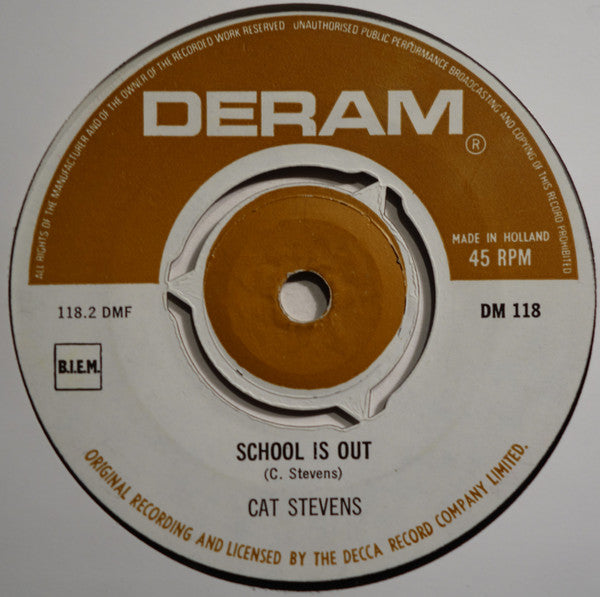 ALL RIGHTS OF THE MANUFACTURER AND OF THE OWNER OF THE RECORDED WORK RESERVED UNAUTHORISED PUBLIC PERFORMANCE BROADCASTING AND COPYING OF THIS RECORD PROHIBITED
DERAM®
MADE IN HOLLAND
45 RPM
118.2 DMF
DM 118
B.I.E.M.
SCHOOL IS OUT
(C. Stevens)
CAT STEVENS
ORIGINAL RECORDING AND LICENSED BY THE DECCA RECORD COMPANY LIMITED.